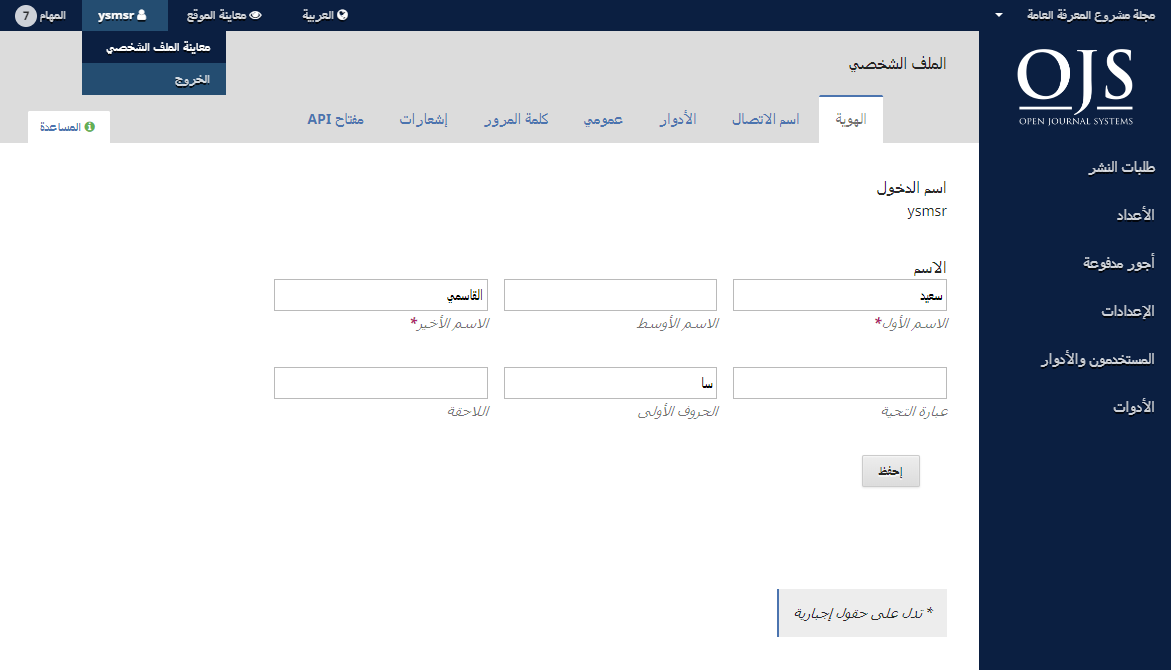 مجلة مشروع المعرفة العامة
العربية
معاينة الموقع
ysmsr
المهام 7
معاينة الملف الشخصي
الخروج
OJS
OPEN JOURNAL SYSTEMS
طلبات النشر
الأعداد
أجور مدفوعة
الإعدادات
المستخدمون والأدوار
الأدوات
الملف الشخصي
الهوية
اسم الاتصال
الأدوار
عمومي
كلمة المرور
إشعارات
مفتاح API
المساعدة
اسم الدخول
ysmsr
الاسم
سعيد
القاسمي
الاسم الأول*
الاسم الأوسط
الاسم الأخير*
سا
عبارة التحية
الحروف الأولى
اللاحقة
إحفظ
* تدل على حقول إجبارية